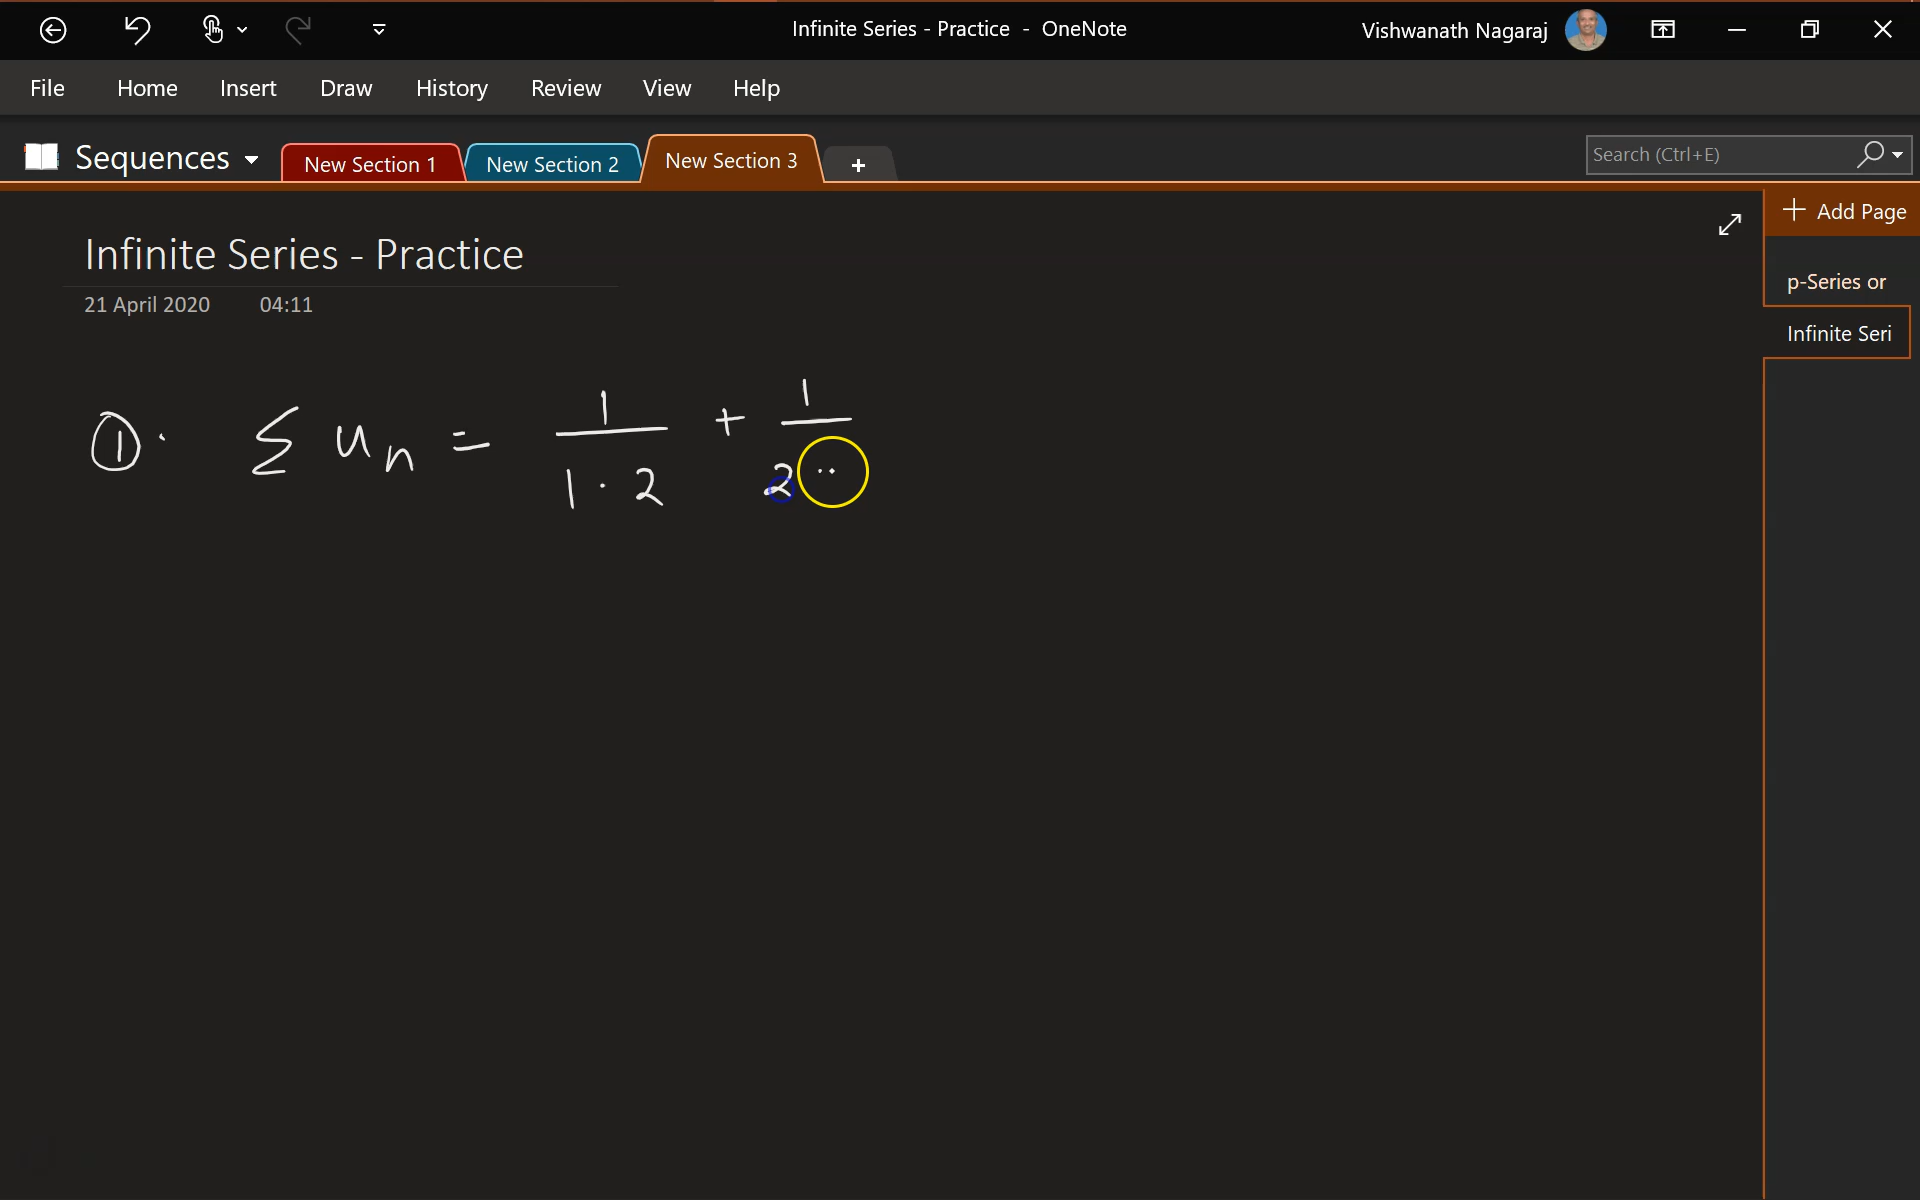 Infinite Series - Practice - OneNote Vishwanath Nagaraj
File Home Insert Draw History Review View Help
Sequences New Section 1 New Section 2 New Section 3 + Search (Ctrl+E)
+ Add Page
p-Series or
Infinite Seri
Infinite Series - Practice
21 April 2020 04:11
①. Σ u_n = 1/(1·2) + 1/(2··